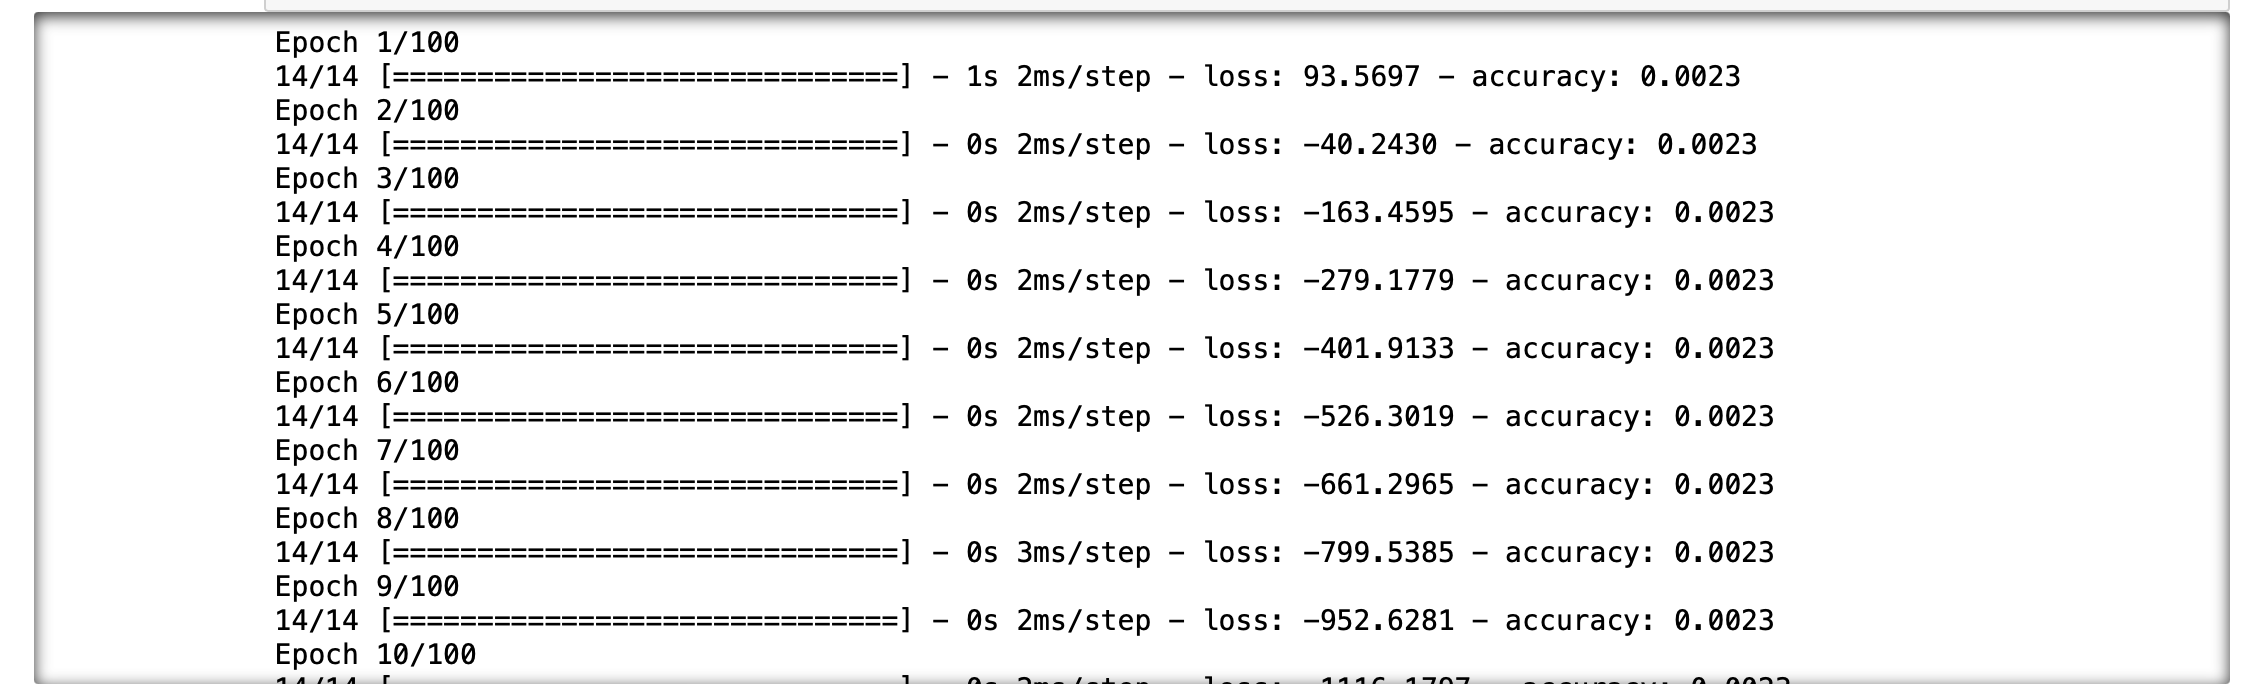 Epoch 1/100
14/14 [==============================] - 1s 2ms/step - loss: 93.5697 - accuracy: 0.0023
Epoch 2/100
14/14 [==============================] - 0s 2ms/step - loss: -40.2430 - accuracy: 0.0023
Epoch 3/100
14/14 [==============================] - 0s 2ms/step - loss: -163.4595 - accuracy: 0.0023
Epoch 4/100
14/14 [==============================] - 0s 2ms/step - loss: -279.1779 - accuracy: 0.0023
Epoch 5/100
14/14 [==============================] - 0s 2ms/step - loss: -401.9133 - accuracy: 0.0023
Epoch 6/100
14/14 [==============================] - 0s 2ms/step - loss: -526.3019 - accuracy: 0.0023
Epoch 7/100
14/14 [==============================] - 0s 2ms/step - loss: -661.2965 - accuracy: 0.0023
Epoch 8/100
14/14 [==============================] - 0s 3ms/step - loss: -799.5385 - accuracy: 0.0023
Epoch 9/100
14/14 [==============================] - 0s 2ms/step - loss: -952.6281 - accuracy: 0.0023
Epoch 10/100